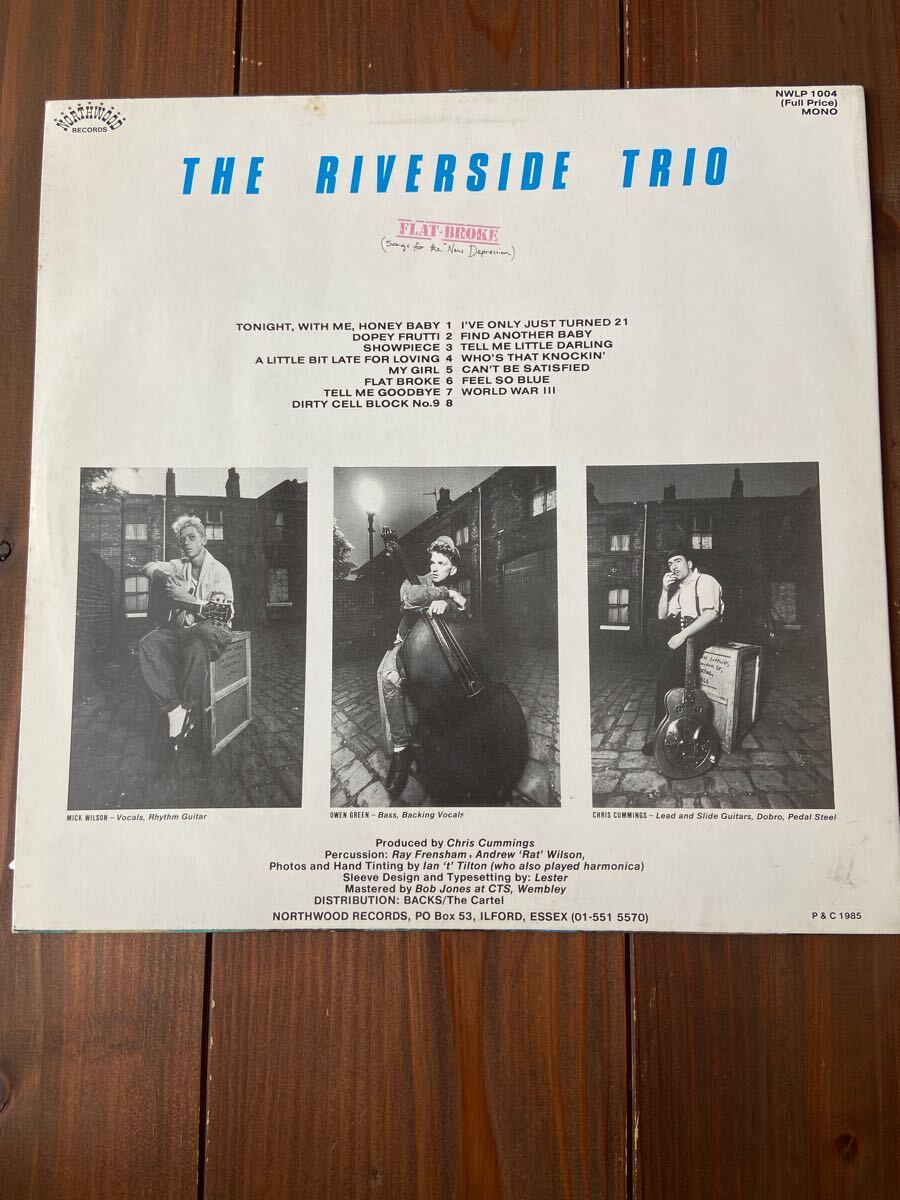 NORTHWOOD
RECORDS
NWLP 1004
(Full Price)
MONO
THE RIVERSIDE TRIO
FLAT-BROKE
(Songs for the "New Depression)
TONIGHT, WITH ME, HONEY BABY 1
DOPEY FRUTTI 2
SHOWPIECE 3
A LITTLE BIT LATE FOR LOVING 4
MY GIRL 5
FLAT BROKE 6
TELL ME GOODBYE 7
DIRTY CELL BLOCK No.9 8
I'VE ONLY JUST TURNED 21
FIND ANOTHER BABY
TELL ME LITTLE DARLING
WHO'S THAT KNOCKIN'
CAN'T BE SATISFIED
FEEL SO BLUE
WORLD WAR III
MICK WILSON – Vocals, Rhythm Guitar
OWEN GREEN – Bass, Backing Vocals
CHRIS CUMMINGS – Lead and Slide Guitars, Dobro, Pedal Steel
Produced by Chris Cummings
Percussion: Ray Frensham, Andrew 'Rat' Wilson,
Photos and Hand Tinting by Ian 't' Tilton (who also played harmonica)
Sleeve Design and Typesetting by: Lester
Mastered by Bob Jones at CTS, Wembley
DISTRIBUTION: BACKS/The Cartel
NORTHWOOD RECORDS, PO Box 53, ILFORD, ESSEX (01-551 5570)
P & C 1985